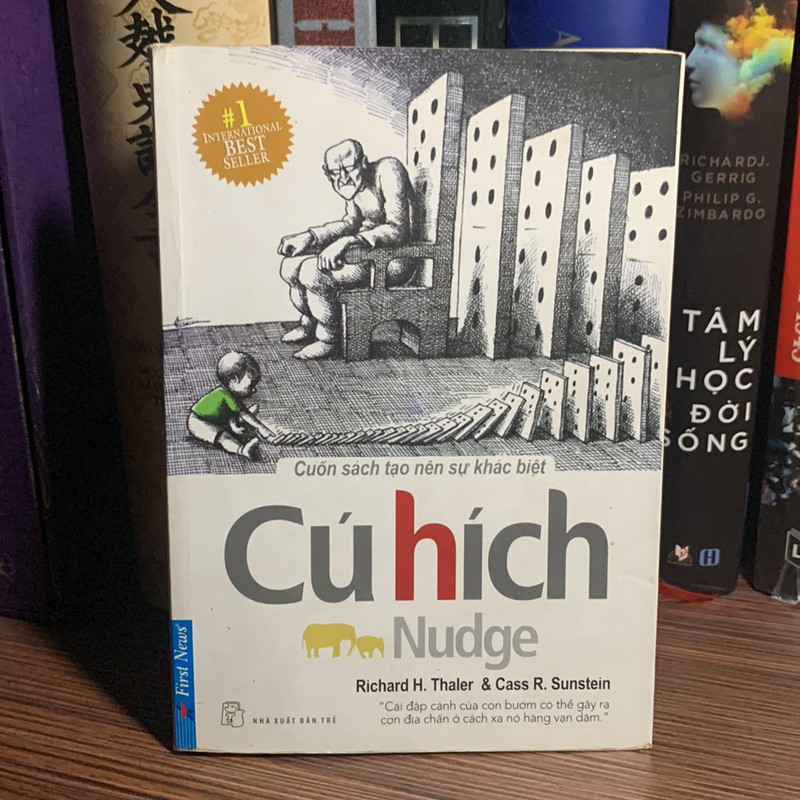 #1
INTERNATIONAL
BEST
SELLER
Cuốn sách tạo nên sự khác biệt
Cú hích
Nudge
Richard H. Thaler & Cass R. Sunstein
"Cái đập cánh của con bướm có thể gây ra
cơn địa chấn ở cách xa nó hàng vạn dặm."
First News
NHÀ XUẤT BẢN TRẺ
RICHARD J.
GERRIG
PHILIP G.
ZIMBARDO
TÂM
LÝ
HỌC
ĐỜI
SỐNG